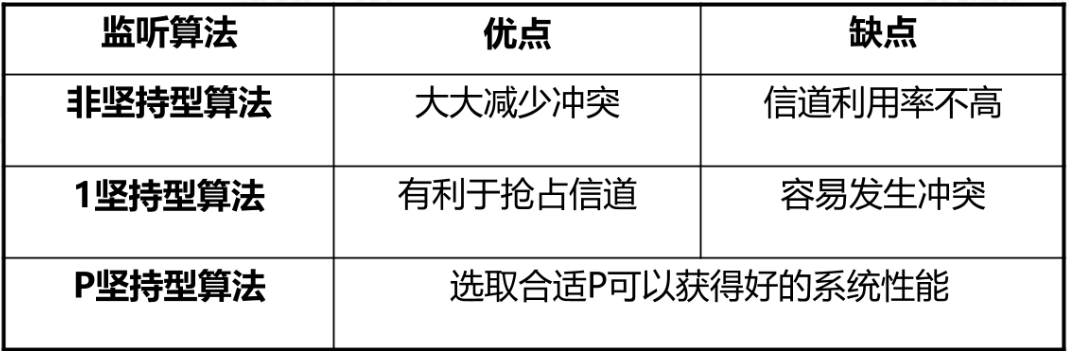 监听算法 优点 缺点
非坚持型算法 大大减少冲突 信道利用率不高
1坚持型算法 有利于抢占信道 容易发生冲突
P坚持型算法 选取合适P可以获得好的系统性能